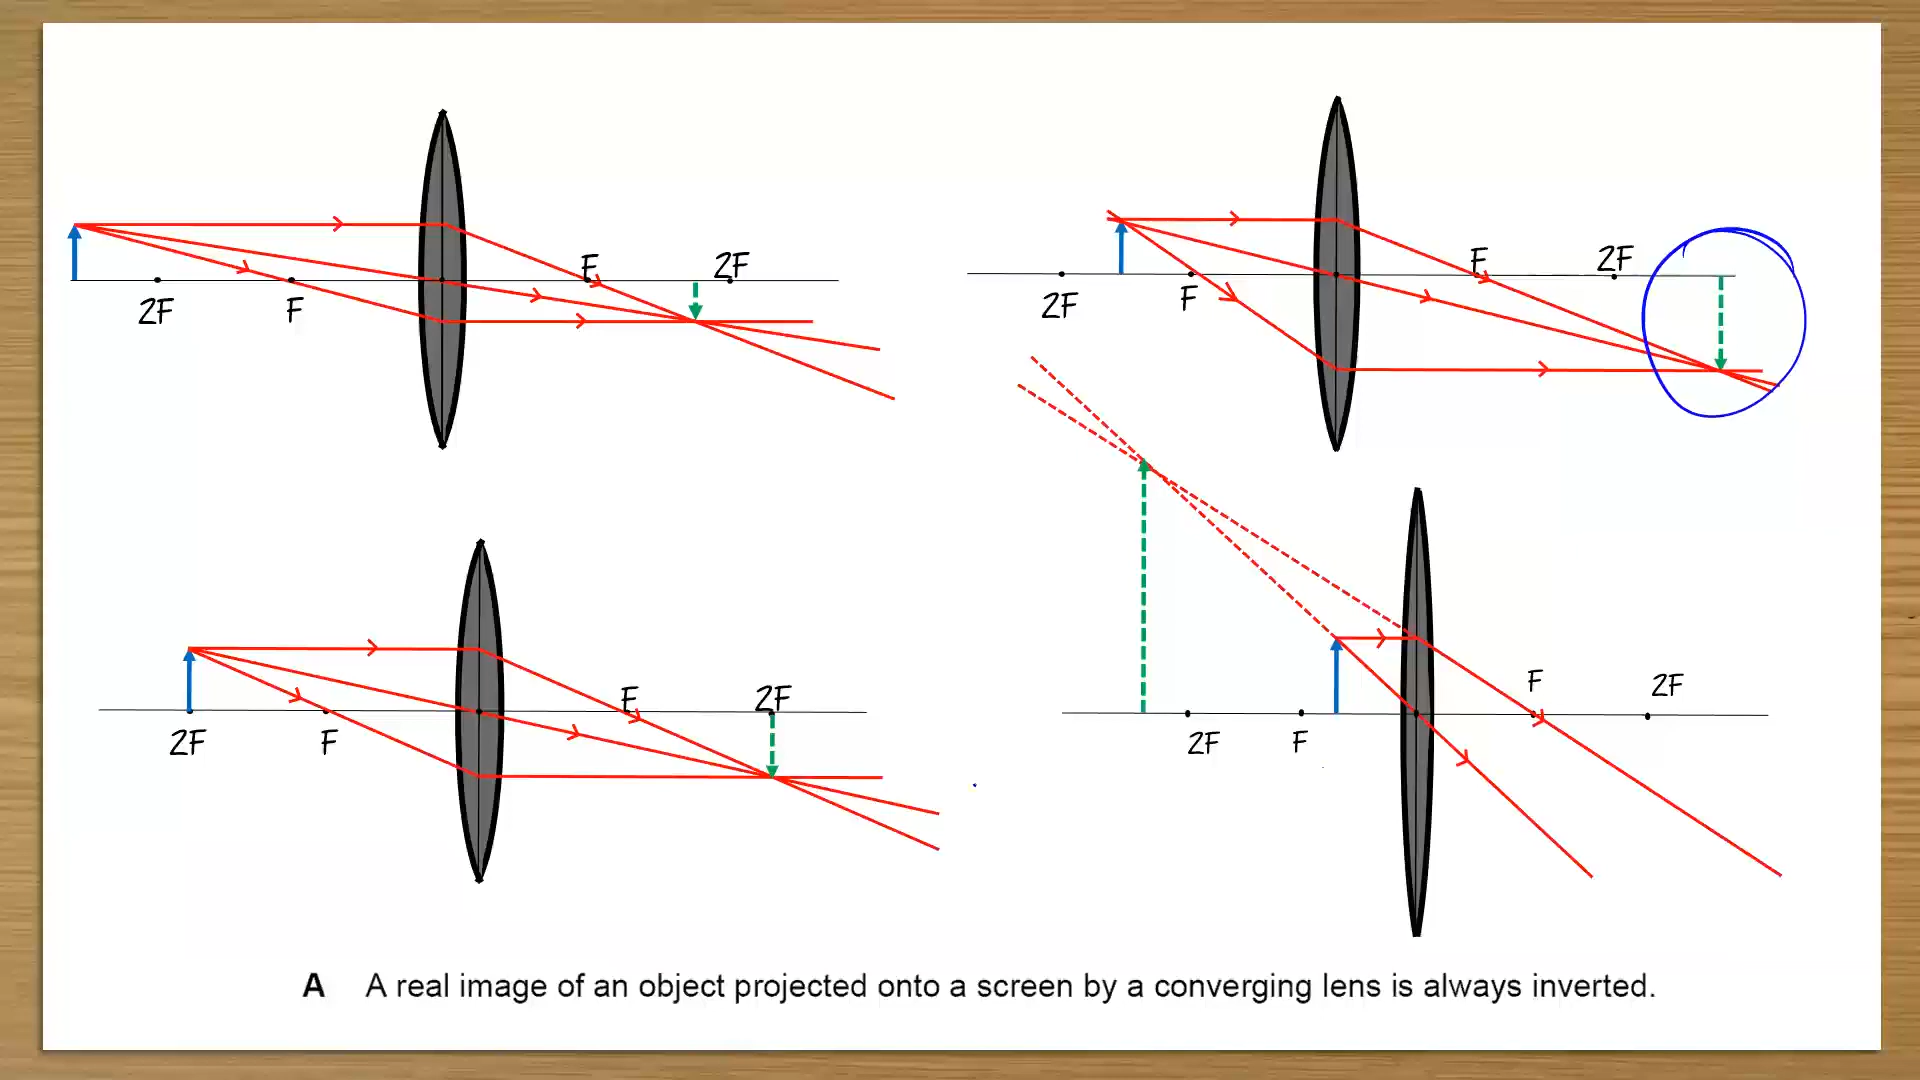 F
2F
2F
F
F
2F
2F
F
F
2F
2F
F
F
2F
2F
F
A A real image of an object projected onto a screen by a converging lens is always inverted.